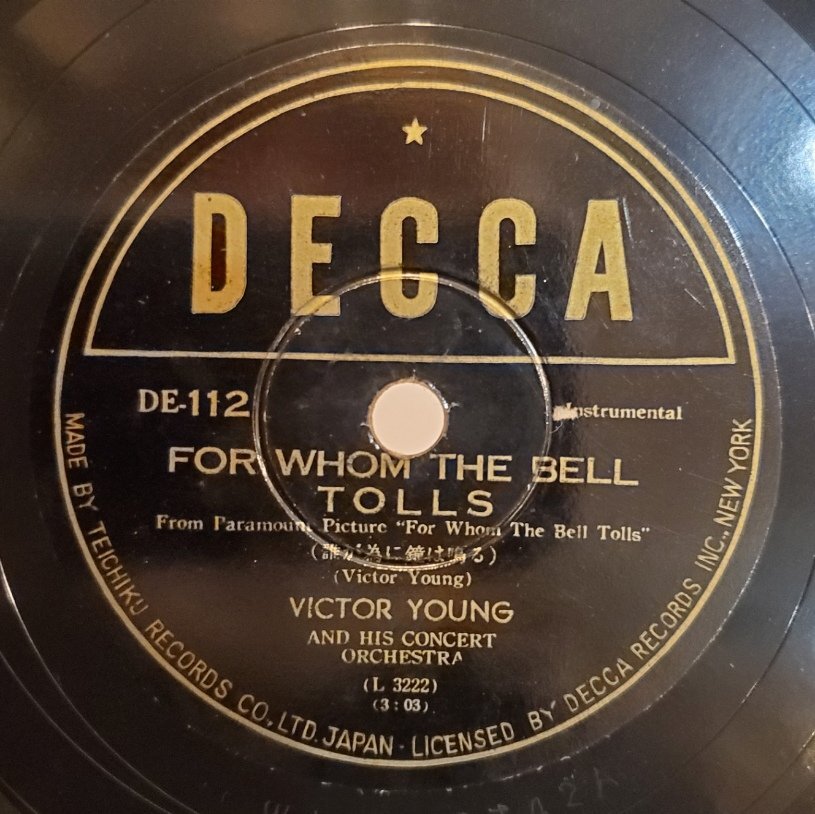 DECCA
DE-112
Instrumental
FOR WHOM THE BELL
TOLLS
From Paramount Picture "For Whom The Bell Tolls"
(誰が為に鐘は鳴る)
(Victor Young)
VICTOR YOUNG
AND HIS CONCERT
ORCHESTRA
(L 3222)
(3:03)
MADE BY TEICHIKU RECORDS CO., LTD. JAPAN · LICENSED BY DECCA RECORDS INC., NEW YORK